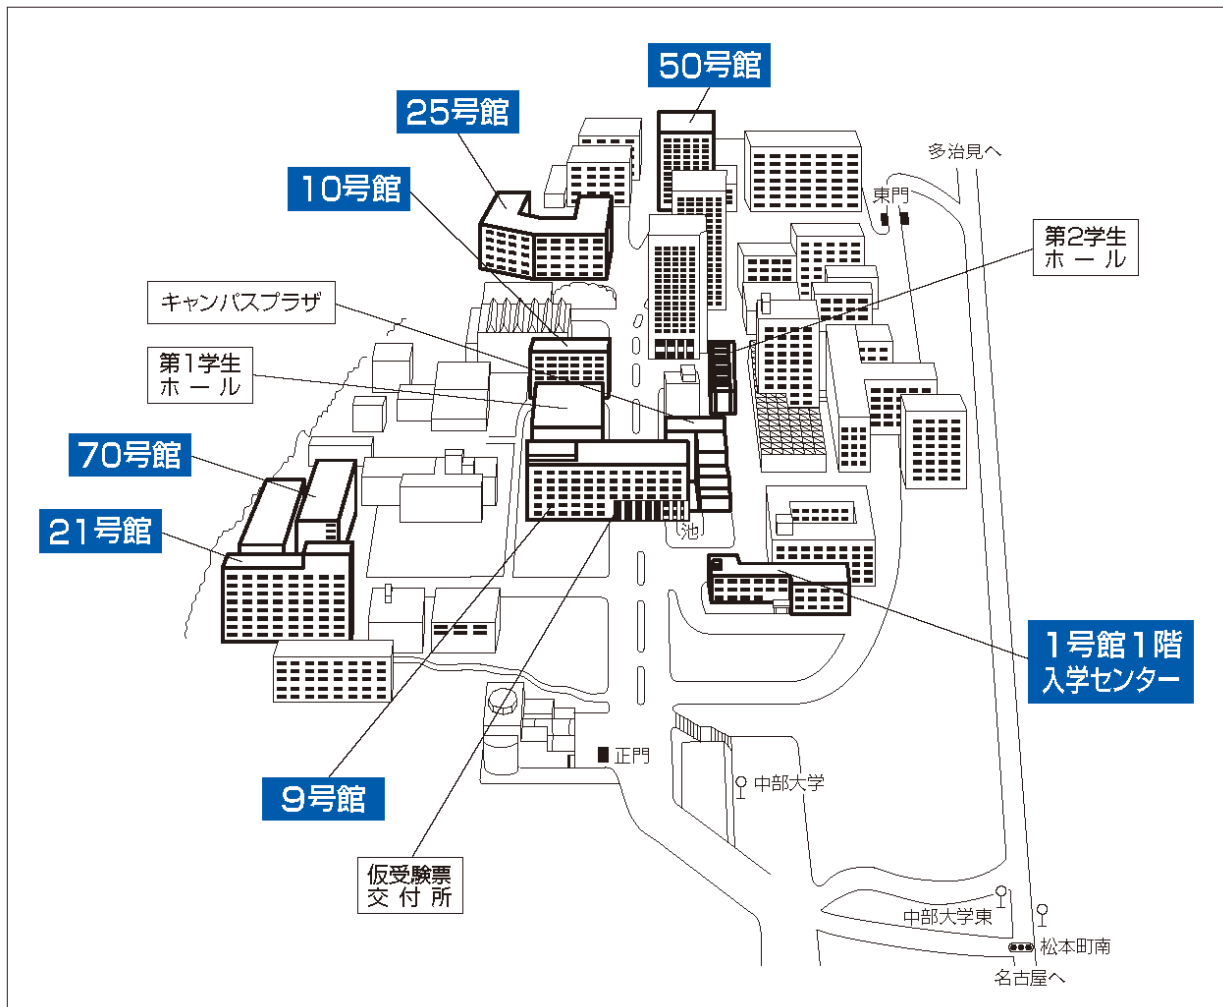 50号館
25号館
多治見へ
10号館
東門
第2学生
ホール
キャンパスプラザ
第1学生
ホール
70号館
21号館
池
1号館1階
入学センター
正門
中部大学
9号館
仮受験票
交付所
中部大学東
松本町南
名古屋へ